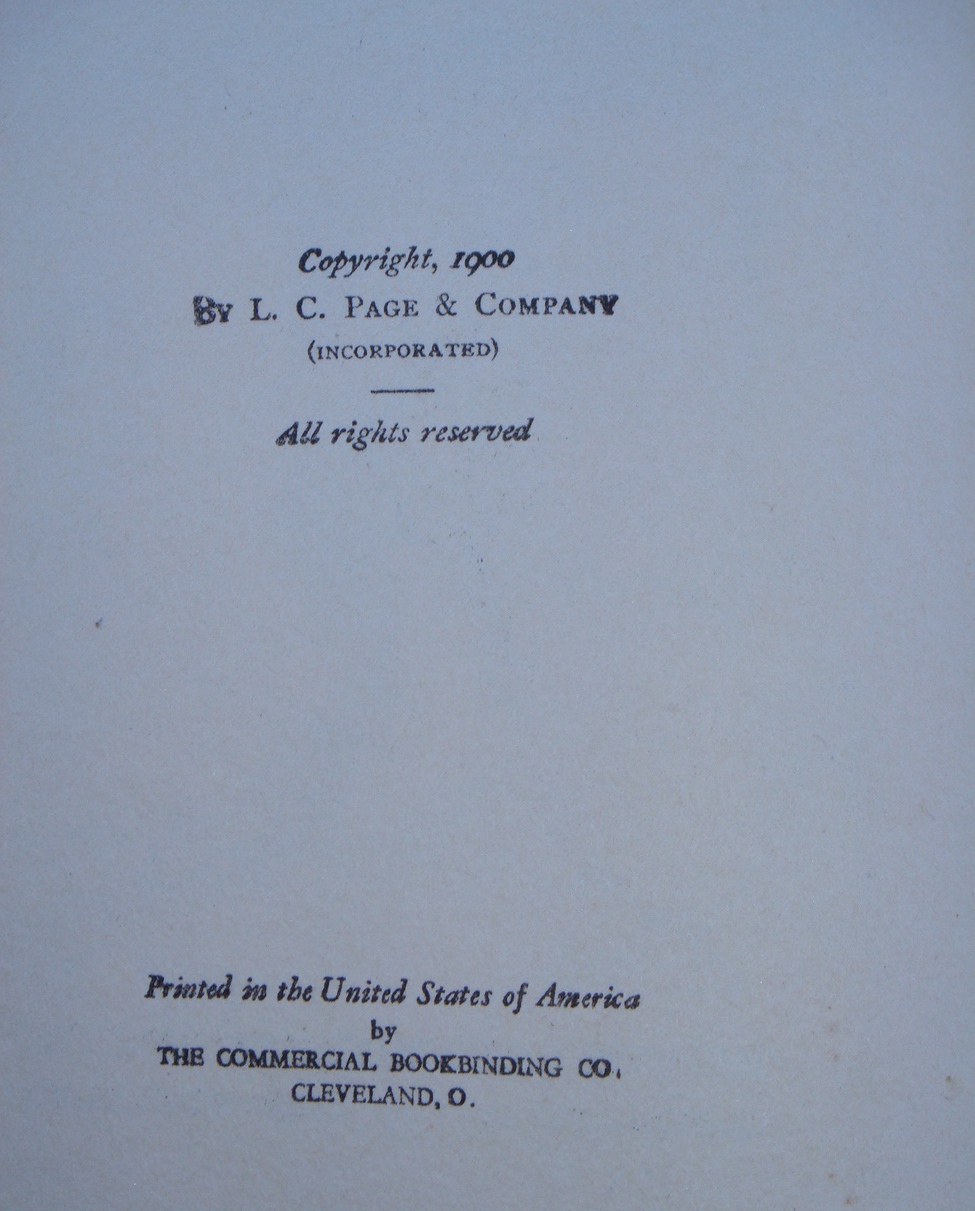 Copyright, 1900
By L. C. Page & Company
(INCORPORATED)
All rights reserved
Printed in the United States of America
by
THE COMMERCIAL BOOKBINDING CO.
CLEVELAND, O.